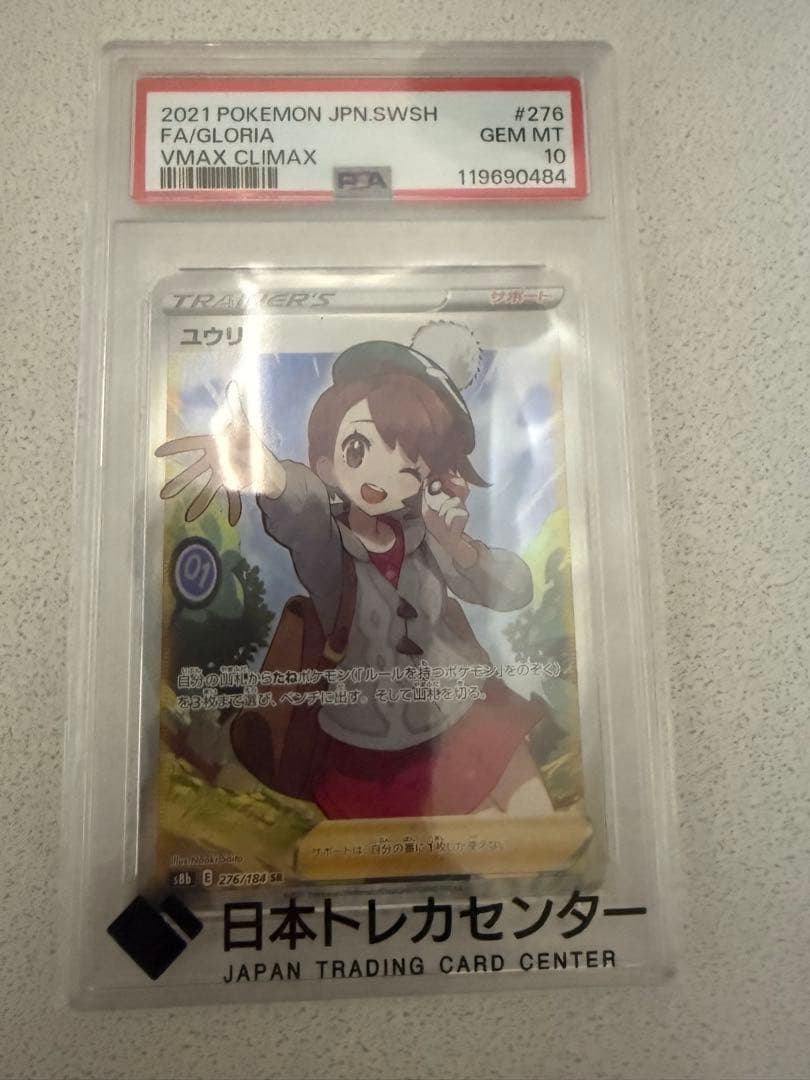 2021 POKEMON JPN.SWSH #276
FA/GLORIA GEM MT
VMAX CLIMAX 10
PSA 119690484
TRAINER'S サポート
ユウリ
01
自分の山札からたねポケモン(「ルールを持つポケモン」をのぞく)
を3枚まで選び、ベンチに出す。そして山札を切る。
サポートは、自分の番に1枚しか使えない
Illus. Naoki Saito
s8b E 276/184 SR
日本トレカセンター
JAPAN TRADING CARD CENTER